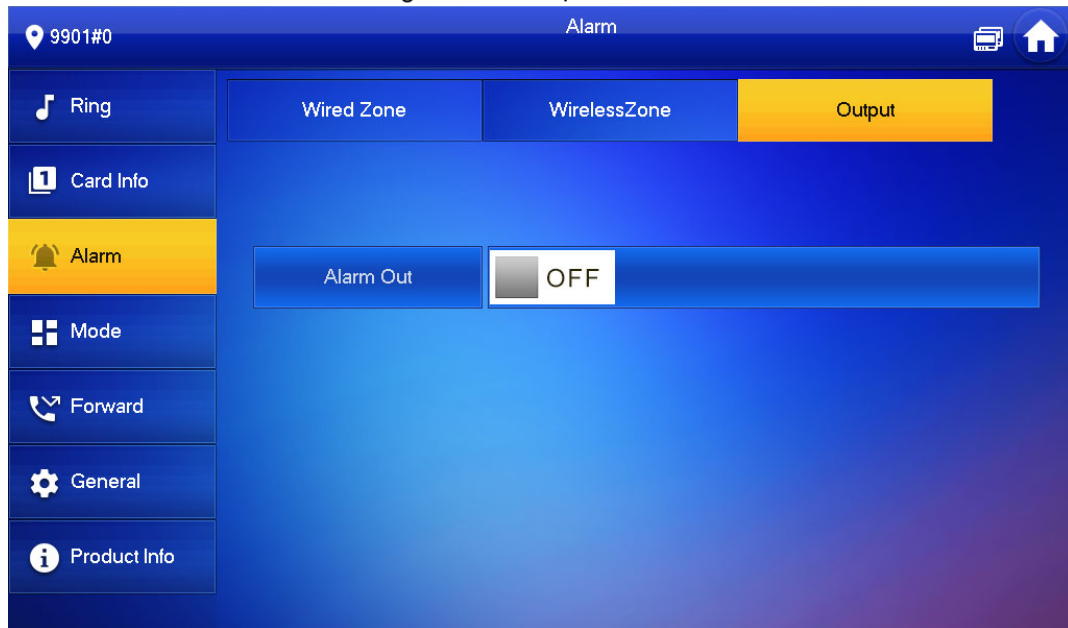 9901#0
Alarm
Ring
Card Info
Alarm
Mode
Forward
General
Product Info
Wired Zone
WirelessZone
Output
Alarm Out
OFF